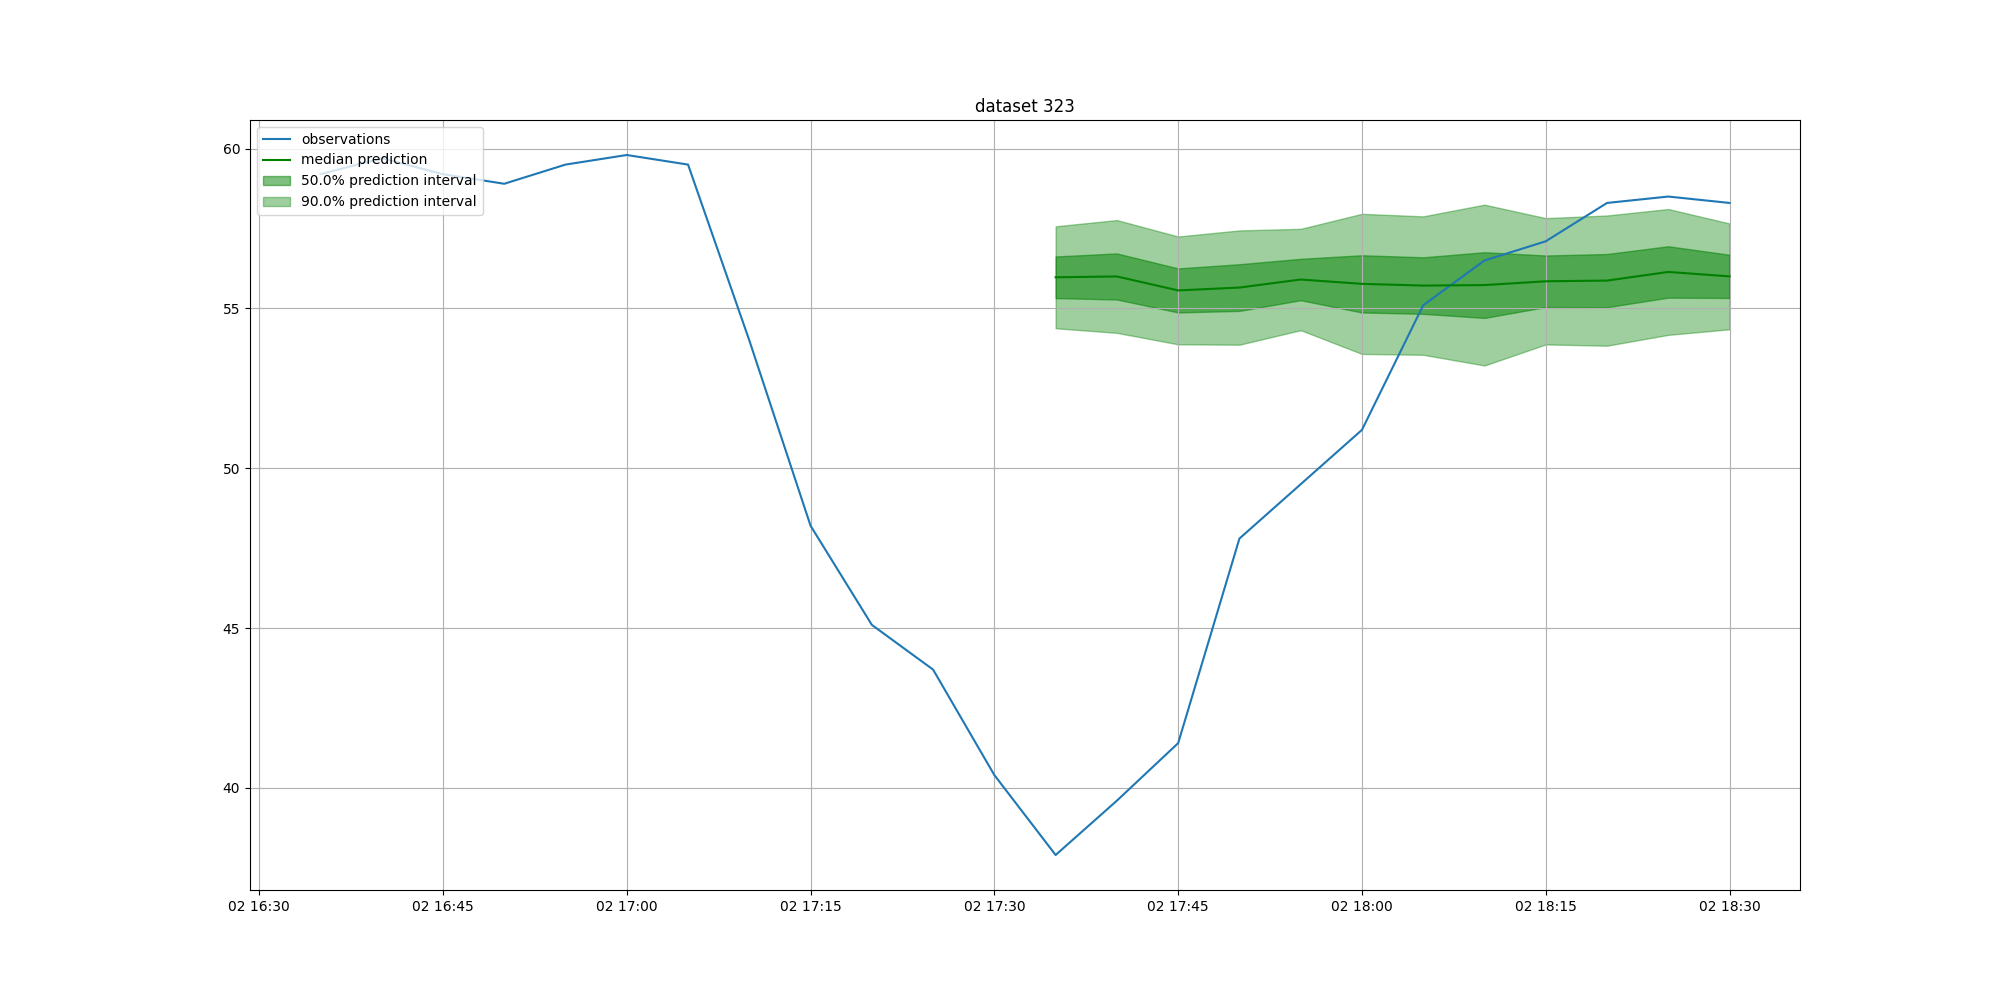 dataset 323
observations
median prediction
50.0% prediction interval
90.0% prediction interval
60
55
50
45
40
02 16:30 02 16:45 02 17:00 02 17:15 02 17:30 02 17:45 02 18:00 02 18:15 02 18:30